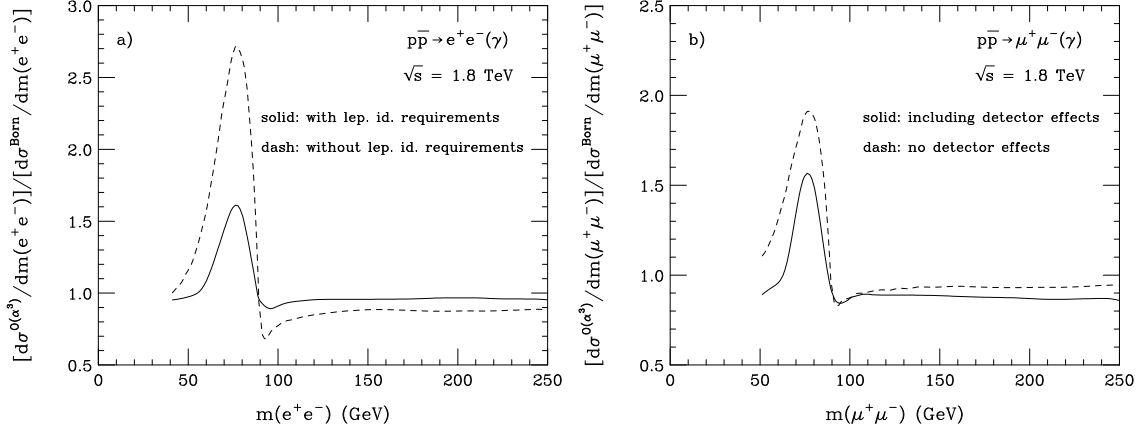 [dσ^O(α³)/dm(e⁺e⁻)]/[dσ^Born/dm(e⁺e⁻)]
3.0
2.5
2.0
1.5
1.0
0.5
a)
pp̅→e⁺e⁻(γ)
√s = 1.8 TeV
solid: with lep. id. requirements
dash: without lep. id. requirements
0 50 100 150 200 250
m(e⁺e⁻) (GeV)
[dσ^O(α³)/dm(μ⁺μ⁻)]/[dσ^Born/dm(μ⁺μ⁻)]
2.5
2.0
1.5
1.0
0.5
b)
pp̅→μ⁺μ⁻(γ)
√s = 1.8 TeV
solid: including detector effects
dash: no detector effects
0 50 100 150 200 250
m(μ⁺μ⁻) (GeV)